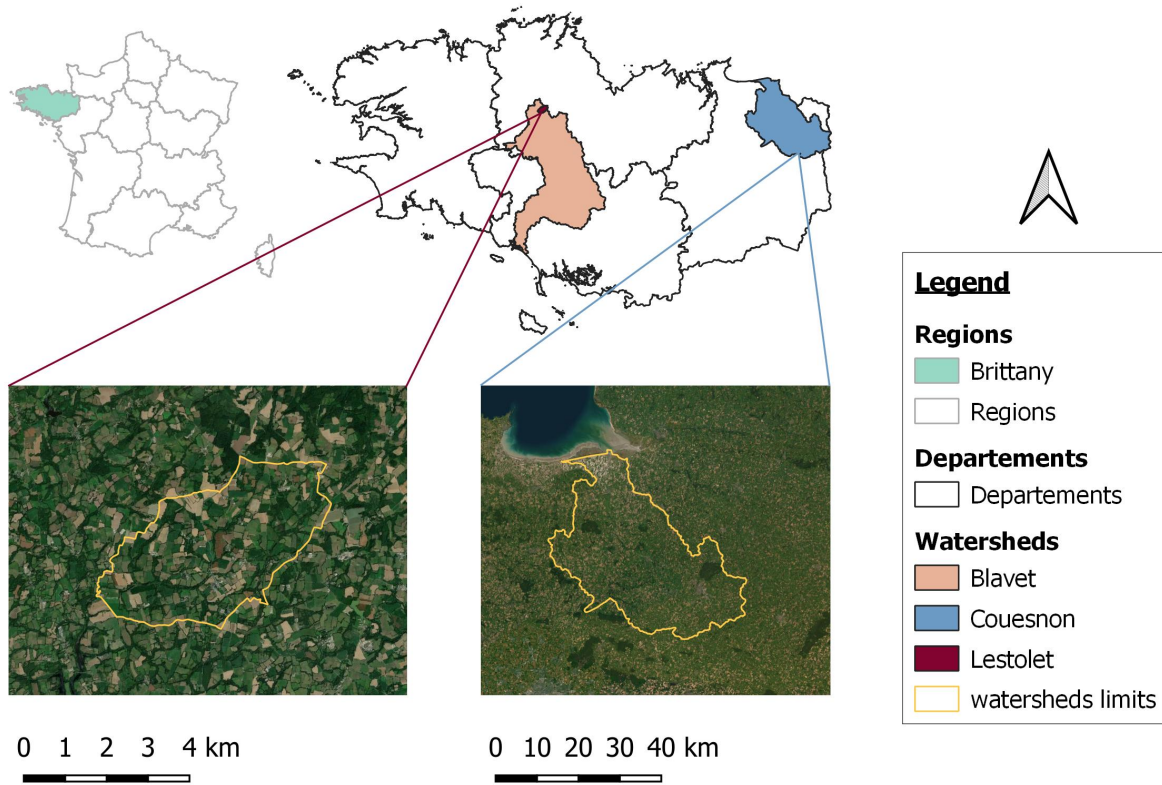 Legend
Regions
Brittany
Regions
Departements
Departements
Watersheds
Blavet
Couesnon
Lestolet
watersheds limits
0 1 2 3 4 km
0 10 20 30 40 km